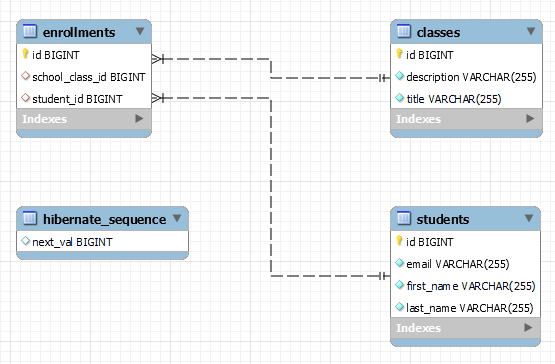 enrollments
id BIGINT
school_class_id BIGINT
student_id BIGINT
Indexes
classes
id BIGINT
description VARCHAR(255)
title VARCHAR(255)
Indexes
hibernate_sequence
next_val BIGINT
students
id BIGINT
email VARCHAR(255)
first_name VARCHAR(255)
last_name VARCHAR(255)
Indexes